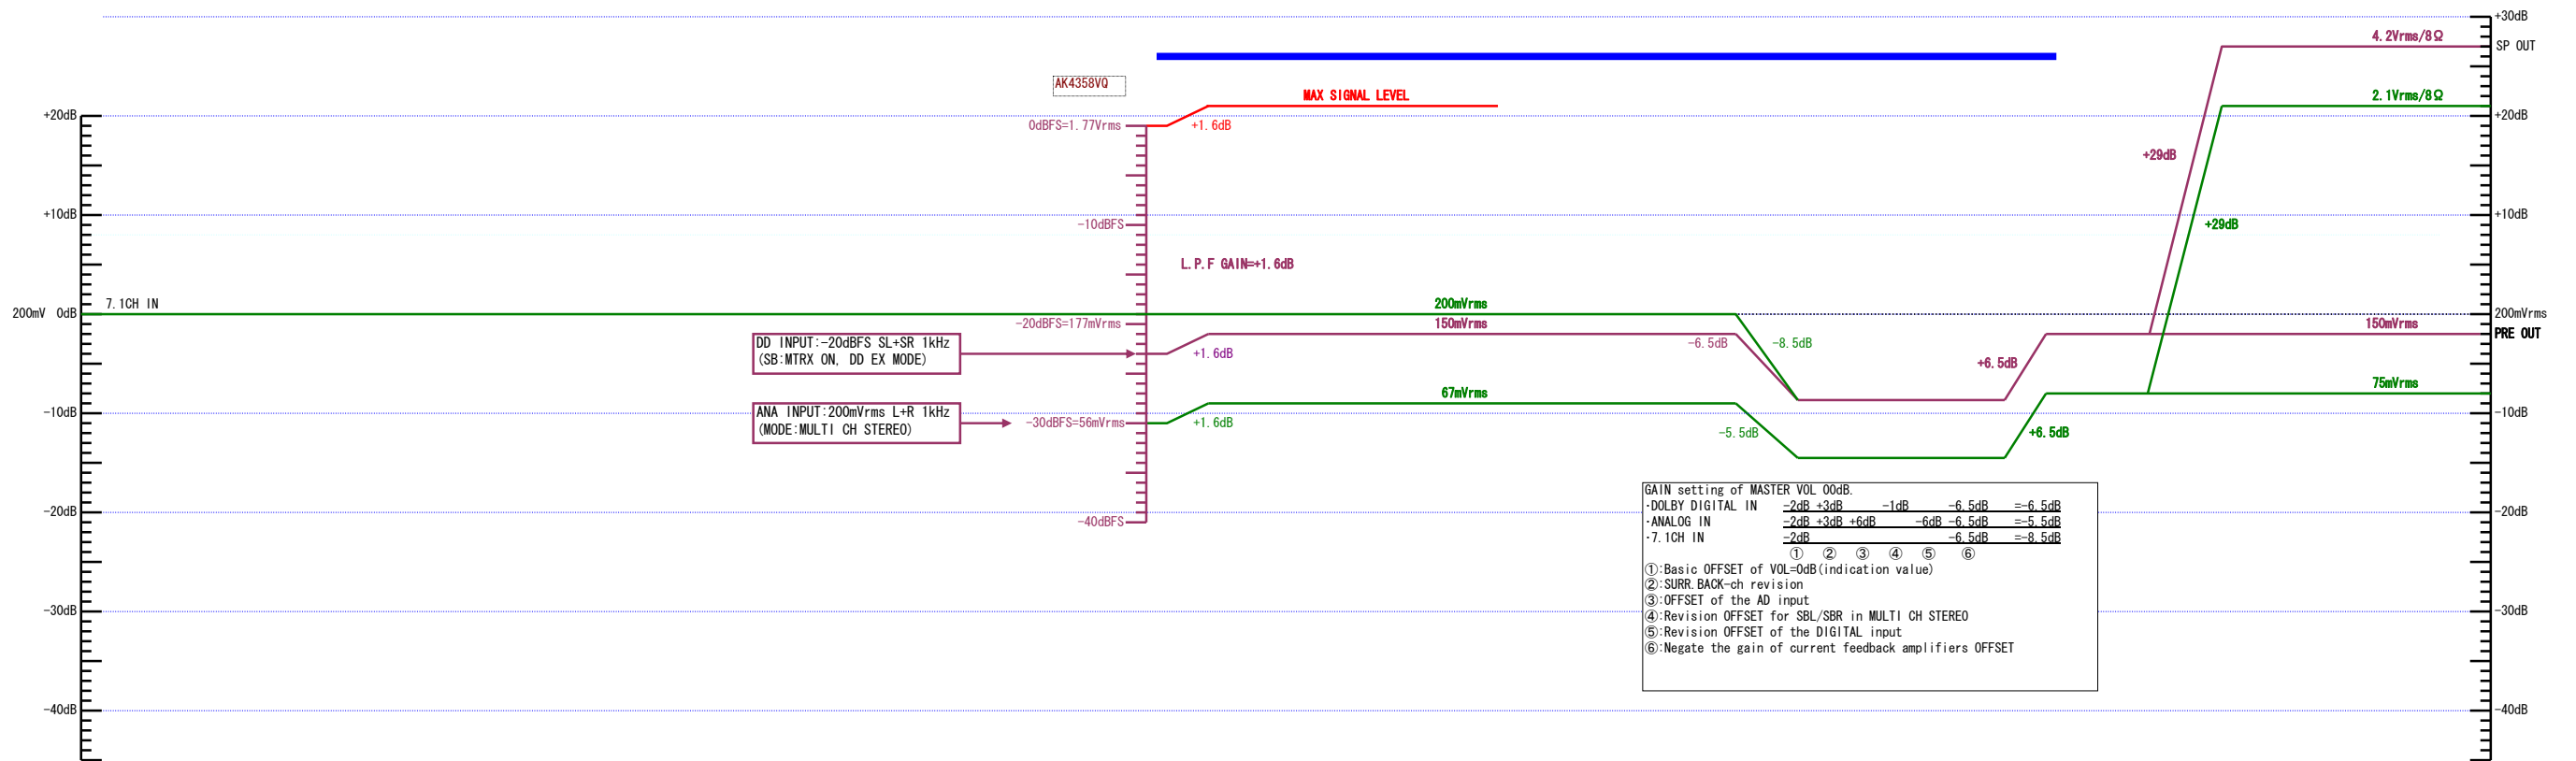 +30dB
4.2Vrms/8Ω
SP OUT
AK4358VQ
MAX SIGNAL LEVEL
2.1Vrms/8Ω
+20dB
+20dB
0dBFS=1.77Vrms
+1.6dB
+29dB
+10dB
+10dB
-10dBFS
+29dB
L.P.F GAIN=+1.6dB
7.1CH IN
200mVrms
200mV 0dB
200mVrms
-20dBFS=177mVrms
150mVrms
150mVrms
PRE OUT
DD INPUT:-20dBFS SL+SR 1kHz
(SB:MTRX ON, DD EX MODE)
+1.6dB
-6.5dB
-8.5dB
+6.5dB
67mVrms
75mVrms
-10dB
-10dB
ANA INPUT:200mVrms L+R 1kHz
(MODE:MULTI CH STEREO)
-30dBFS=56mVrms
+1.6dB
-5.5dB
+6.5dB
GAIN setting of MASTER VOL 00dB.
・DOLBY DIGITAL IN -2dB +3dB -1dB -6.5dB =-6.5dB
・ANALOG IN -2dB +3dB +6dB -6dB -6.5dB =-5.5dB
・7.1CH IN -2dB -6.5dB =-8.5dB
① ② ③ ④ ⑤ ⑥
①:Basic OFFSET of VOL=0dB(indication value)
②:SURR.BACK-ch revision
③:OFFSET of the AD input
④:Revision OFFSET for SBL/SBR in MULTI CH STEREO
⑤:Revision OFFSET of the DIGITAL input
⑥:Negate the gain of current feedback amplifiers OFFSET
-20dB
-40dBFS
-20dB
-30dB
-30dB
-40dB
-40dB